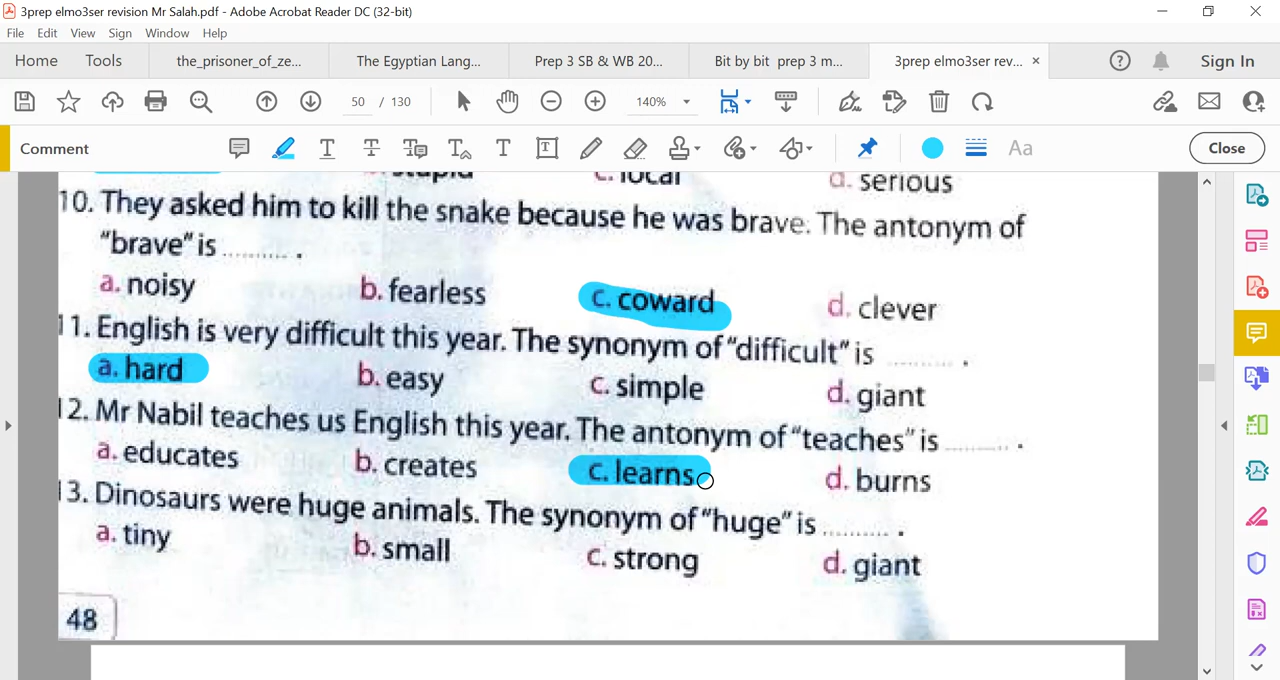 3prep elmo3ser revision Mr Salah.pdf - Adobe Acrobat Reader DC (32-bit)
File Edit View Sign Window Help
Home Tools the_prisoner_of_ze... The Egyptian Lang... Prep 3 SB & WB 20... Bit by bit prep 3 m... 3prep elmo3ser rev... × Sign In
50 / 130 140%
Comment Aa Close
b. stupid c. local d. serious
10. They asked him to kill the snake because he was brave. The antonym of
"brave" is .......... .
a. noisy b. fearless c. coward d. clever
11. English is very difficult this year. The synonym of "difficult" is .......... .
a. hard b. easy c. simple d. giant
12. Mr Nabil teaches us English this year. The antonym of "teaches" is .......... .
a. educates b. creates c. learns d. burns
13. Dinosaurs were huge animals. The synonym of "huge" is .......... .
a. tiny b. small c. strong d. giant
48